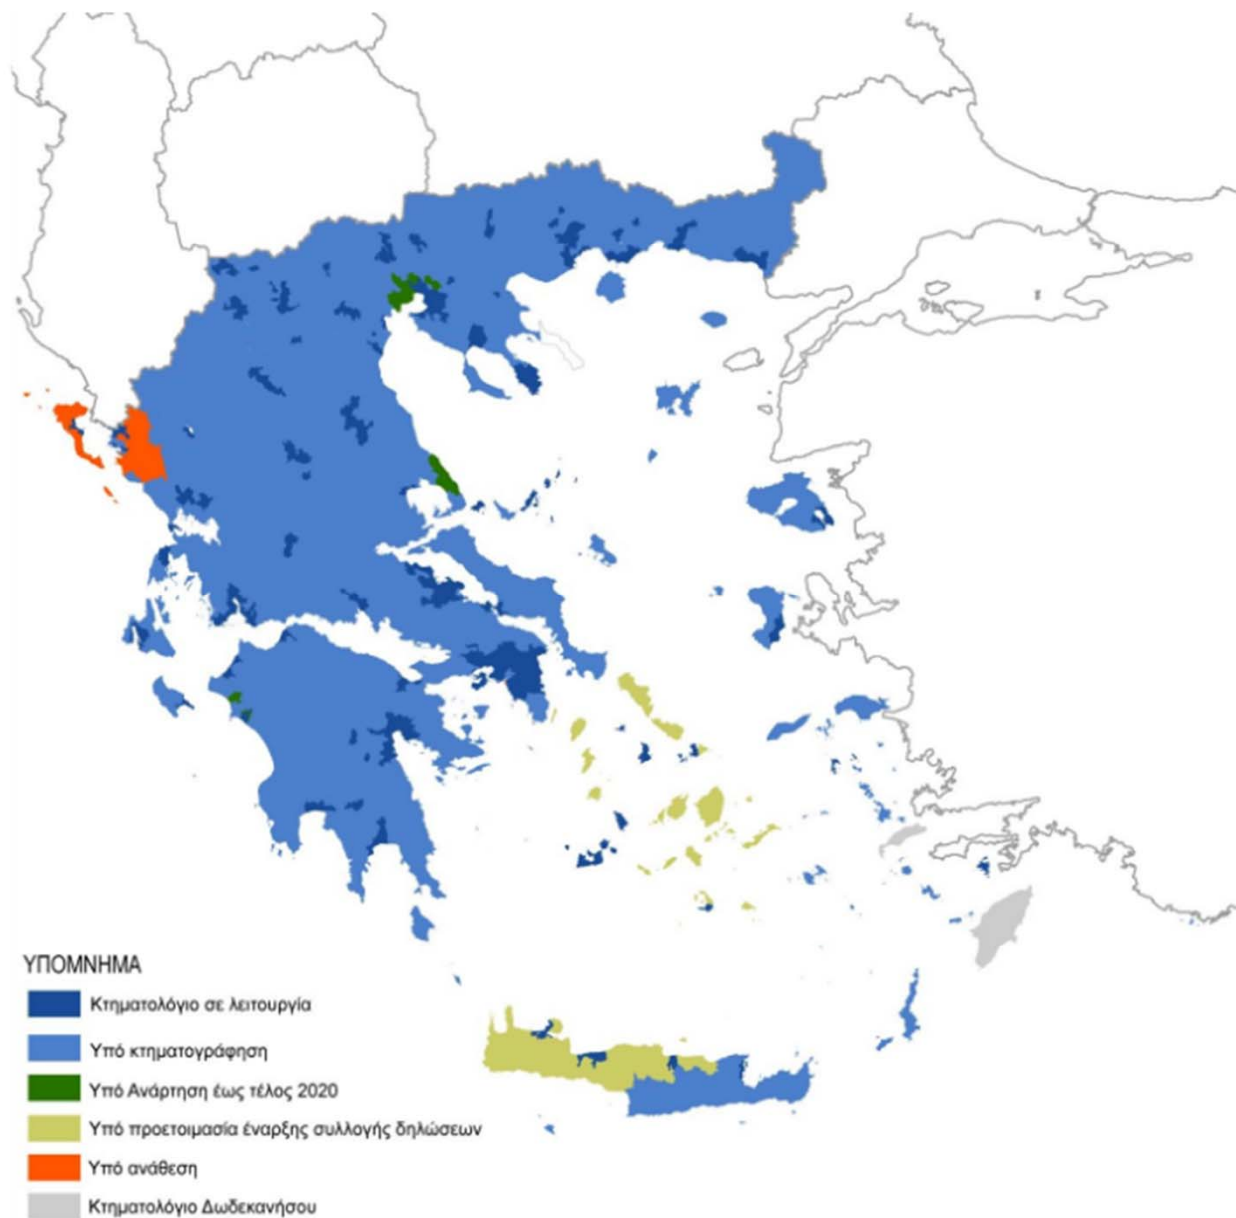 ΥΠΟΜΝΗΜΑ
Κτηματολόγιο σε λειτουργία
Υπό κτηματογράφηση
Υπό Ανάρτηση έως τέλος 2020
Υπό προετοιμασία έναρξης συλλογής δηλώσεων
Υπό ανάθεση
Κτηματολόγιο Δωδεκανήσου